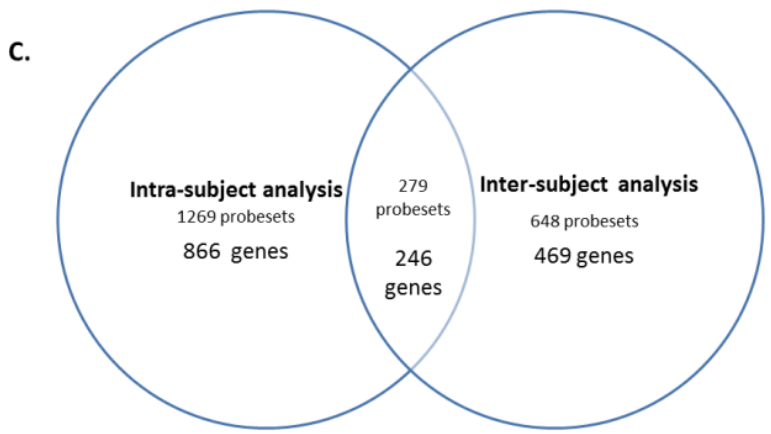 C.
Intra-subject analysis
1269 probesets
866 genes
279
probesets
246
genes
Inter-subject analysis
648 probesets
469 genes